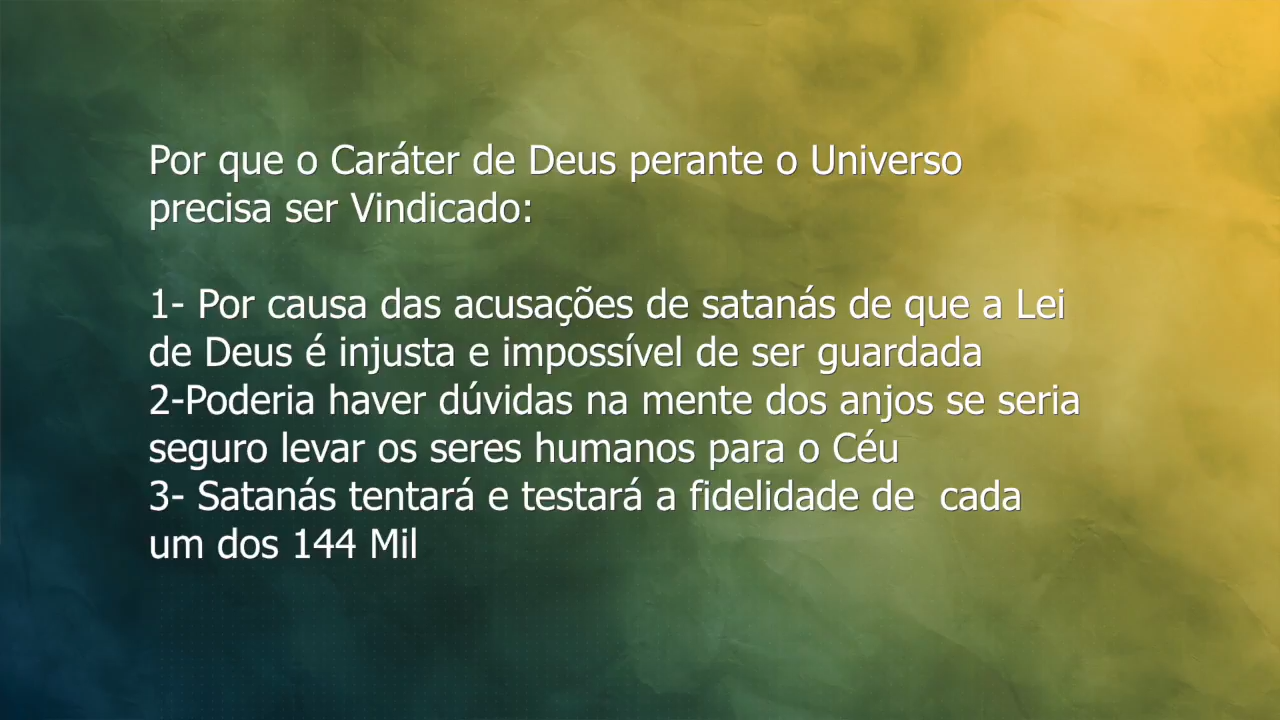 Por que o Caráter de Deus perante o Universo
precisa ser Vindicado:
1- Por causa das acusações de satanás de que a Lei
de Deus é injusta e impossível de ser guardada
2-Poderia haver dúvidas na mente dos anjos se seria
seguro levar os seres humanos para o Céu
3- Satanás tentará e testará a fidelidade de  cada
um dos 144 Mil